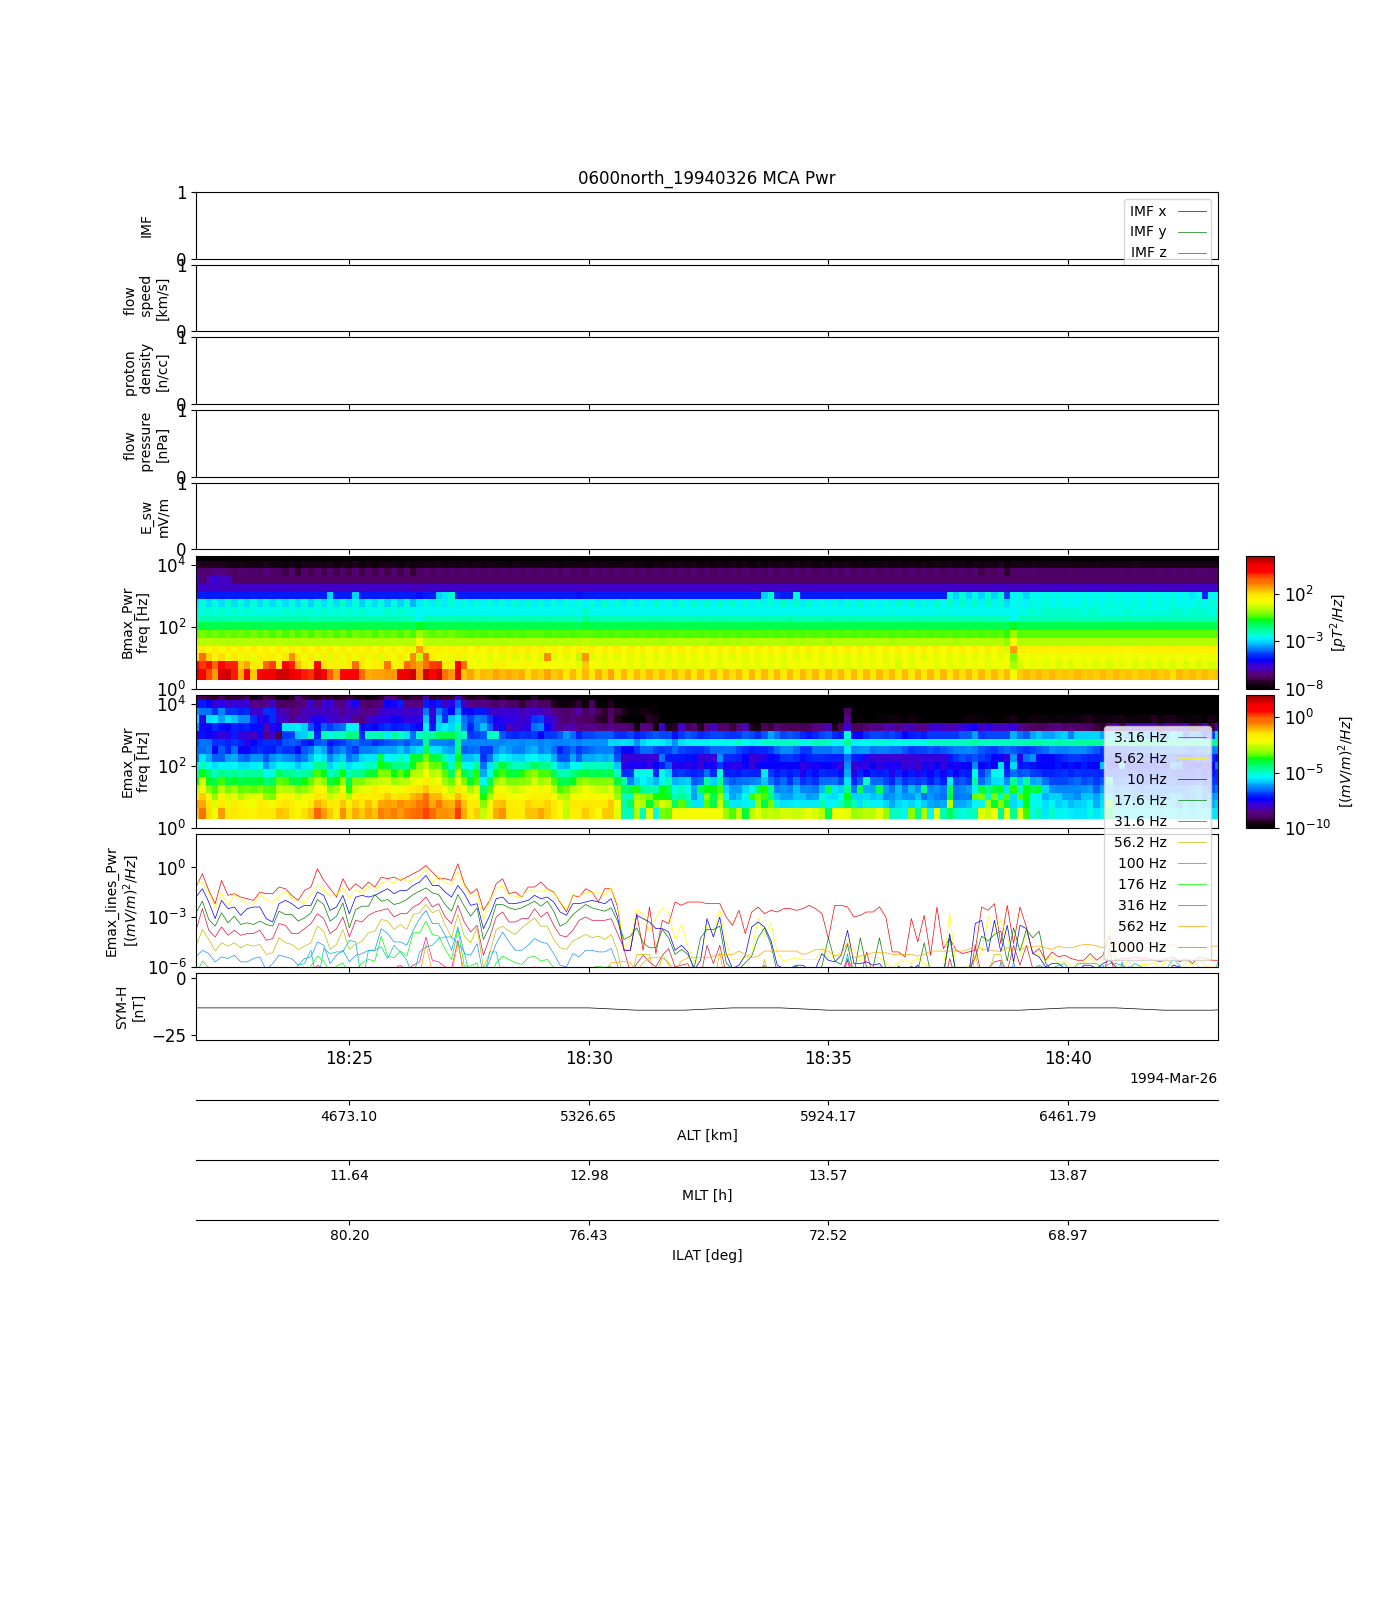 0600north_19940326 MCA Pwr
1
IMF
0
IMF x
IMF y
IMF z
1
flow
speed
[km/s]
0
1
proton
density
[n/cc]
0
1
flow
pressure
[nPa]
0
1
E_sw
mV/m
0
10^4
10^2
10^0
Bmax_Pwr
freq [Hz]
10^2
10^-3
10^-8
[pT^2/Hz]
10^4
10^2
10^0
Emax_Pwr
freq [Hz]
10^0
10^-5
10^-10
[(mV/m)^2/Hz]
3.16 Hz
5.62 Hz
10 Hz
17.6 Hz
31.6 Hz
56.2 Hz
100 Hz
176 Hz
316 Hz
562 Hz
1000 Hz
10^0
10^-3
10^-6
Emax_lines_Pwr
[(mV/m)^2/Hz]
0
−25
SYM-H
[nT]
18:25 18:30 18:35 18:40
1994-Mar-26
4673.10 5326.65 5924.17 6461.79
ALT [km]
11.64 12.98 13.57 13.87
MLT [h]
80.20 76.43 72.52 68.97
ILAT [deg]